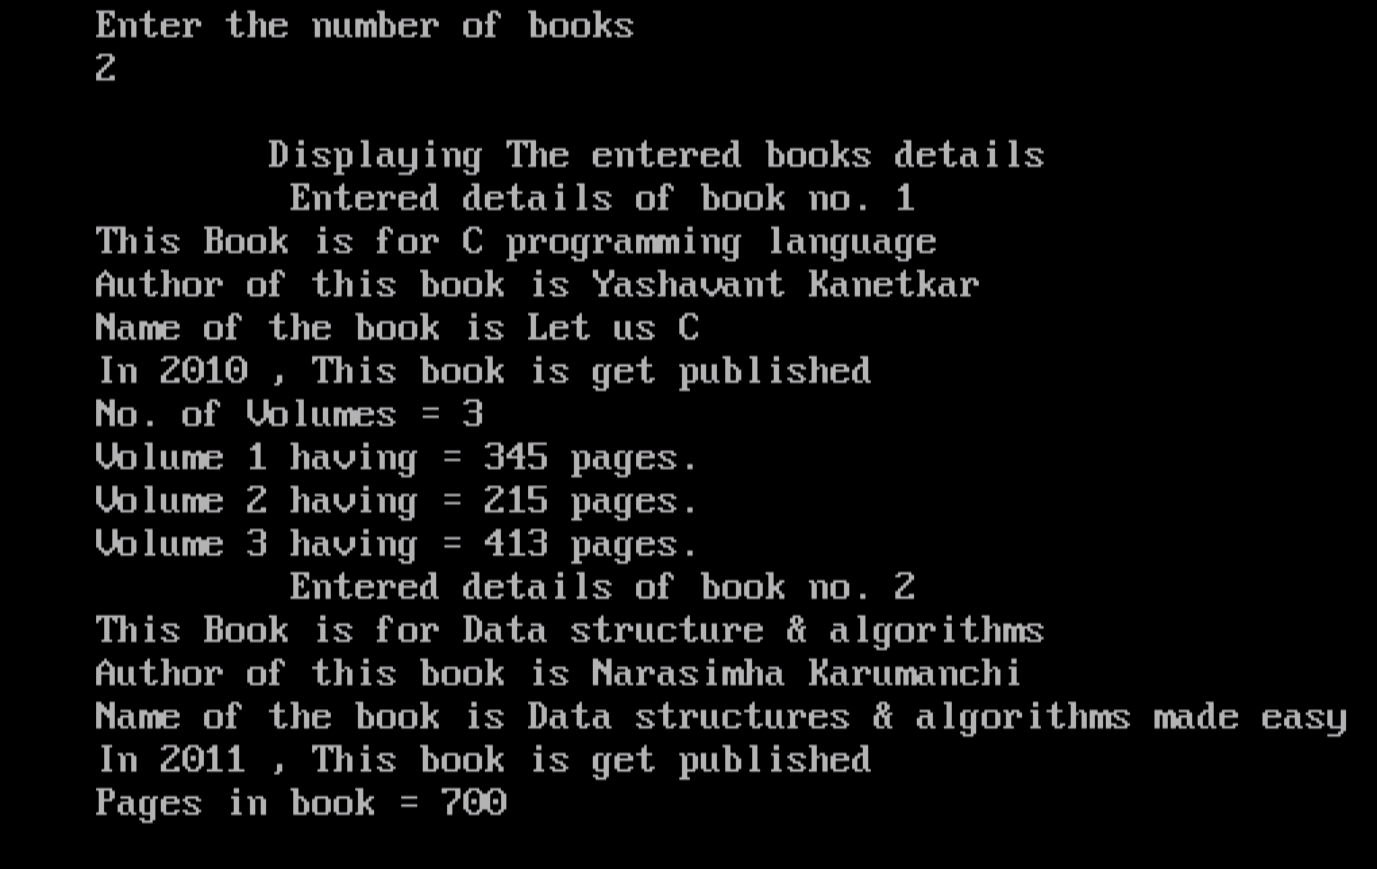 Enter the number of books
2
Displaying The entered books details
Entered details of book no. 1
This Book is for C programming language
Author of this book is Yashavant Kanetkar
Name of the book is Let us C
In 2010 , This book is get published
No. of Volumes = 3
Volume 1 having = 345 pages.
Volume 2 having = 215 pages.
Volume 3 having = 413 pages.
Entered details of book no. 2
This Book is for Data structure & algorithms
Author of this book is Narasimha Karumanchi
Name of the book is Data structures & algorithms made easy
In 2011 , This book is get published
Pages in book = 700